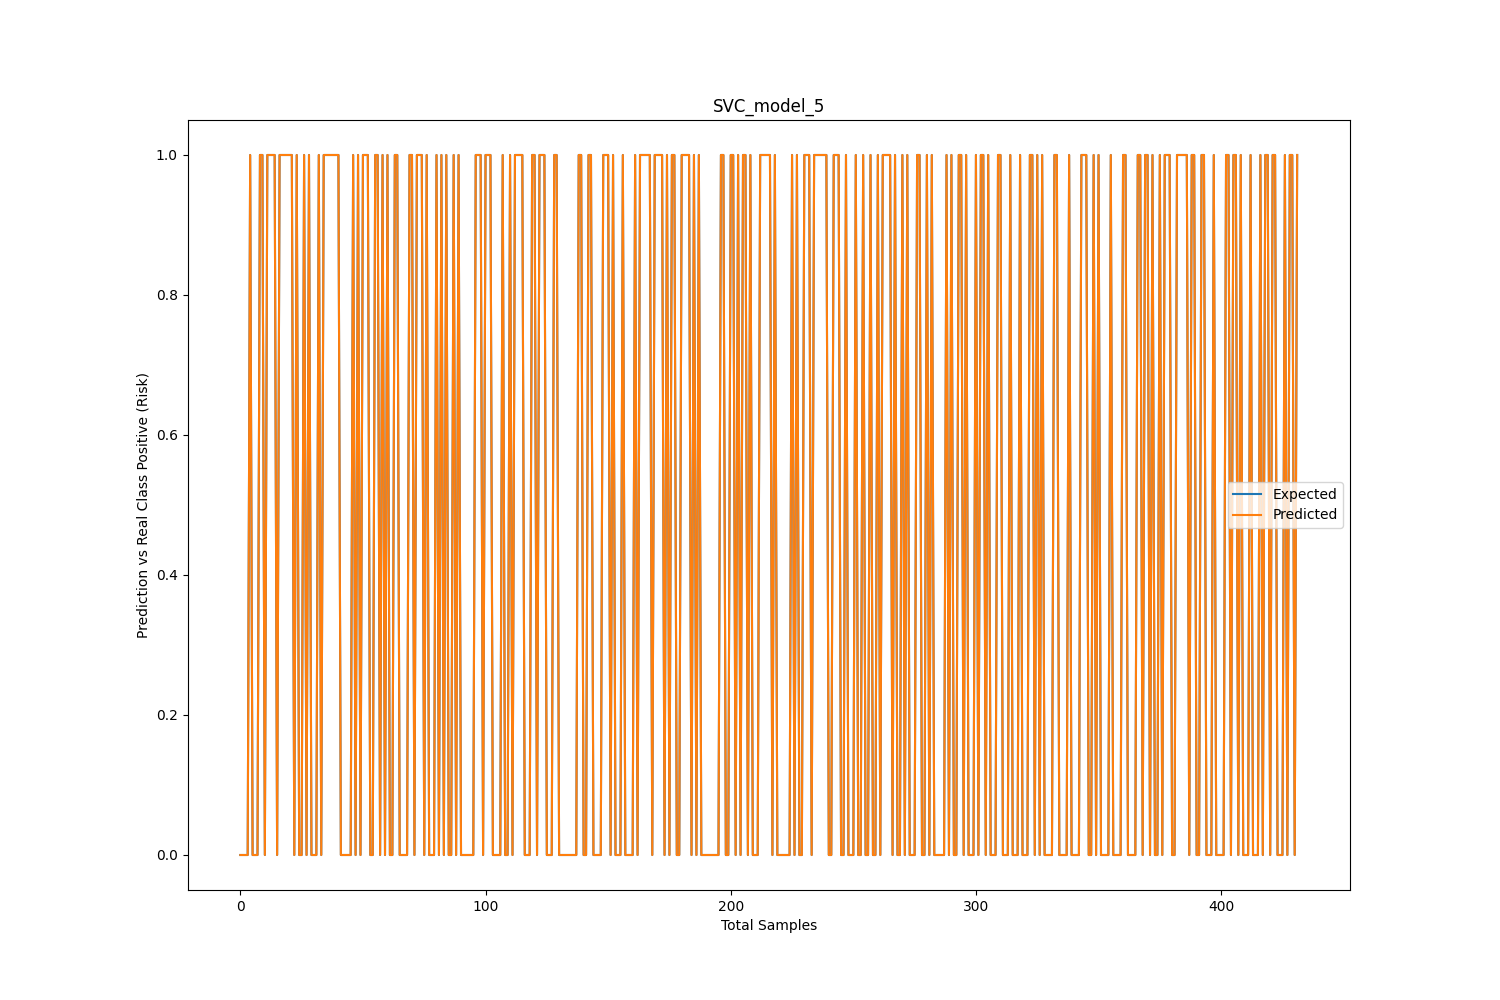 SVC_model_5
Prediction vs Real Class Positive (Risk)
1.0
0.8
0.6
0.4
0.2
0.0
Expected
Predicted
0 100 200 300 400
Total Samples